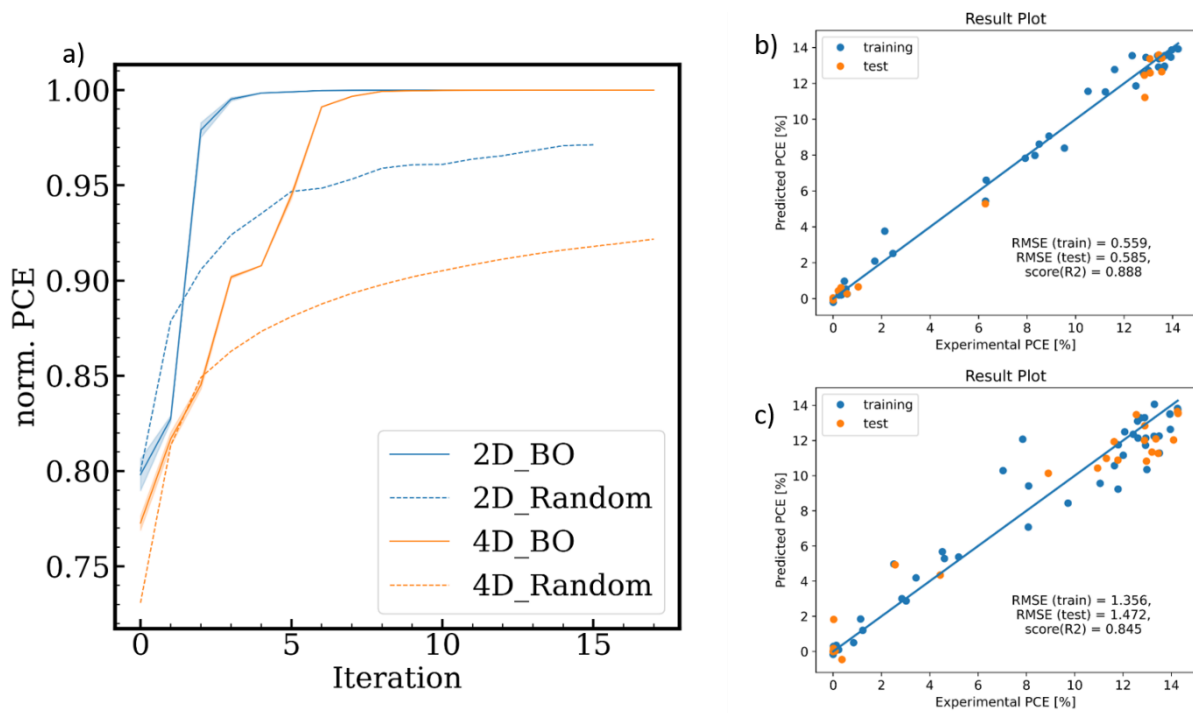 a)
1.00
0.95
0.90
0.85
0.80
0.75
norm. PCE
0 5 10 15
Iteration
2D_BO
2D_Random
4D_BO
4D_Random
b)
Result Plot
training
test
14
12
10
8
6
4
2
0
Predicted PCE [%]
RMSE (train) = 0.559,
RMSE (test) = 0.585,
score(R2) = 0.888
0 2 4 6 8 10 12 14
Experimental PCE [%]
c)
Result Plot
training
test
14
12
10
8
6
4
2
0
Predicted PCE [%]
RMSE (train) = 1.356,
RMSE (test) = 1.472,
score(R2) = 0.845
0 2 4 6 8 10 12 14
Experimental PCE [%]